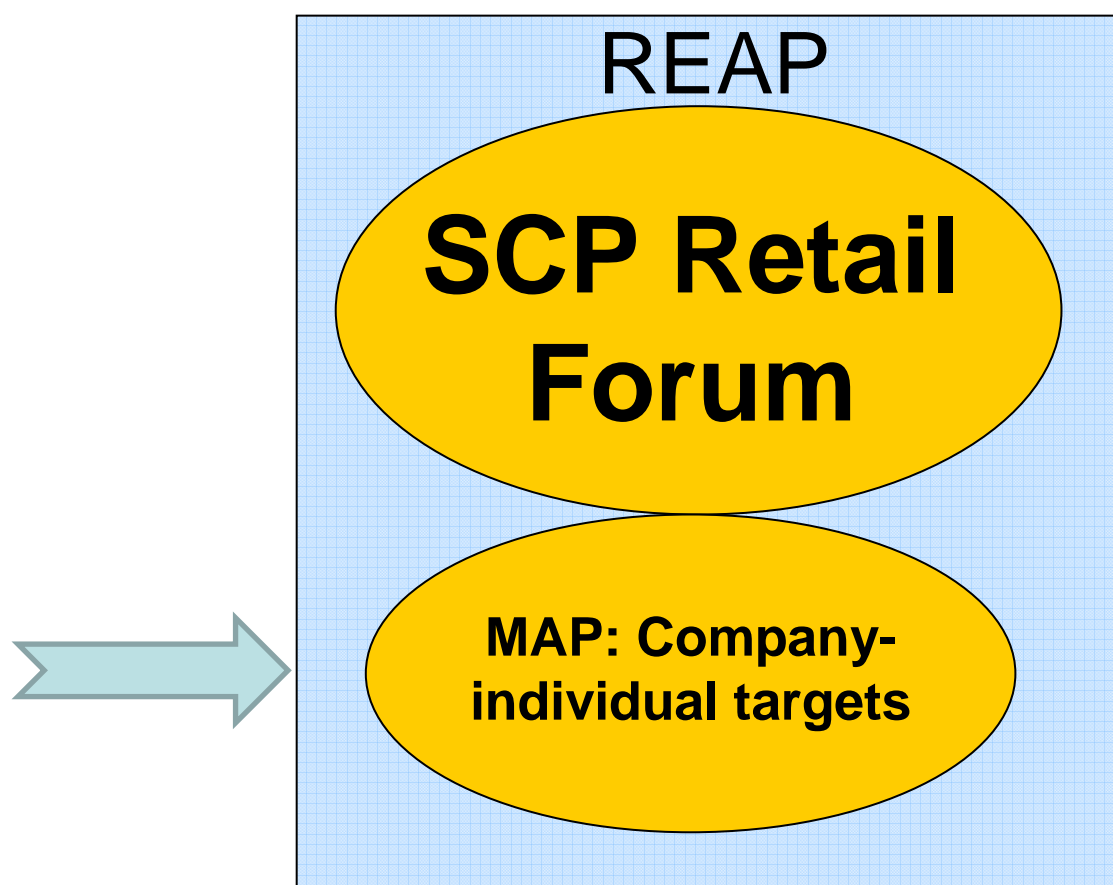 REAP
SCP Retail
Forum
MAP: Company-
individual targets